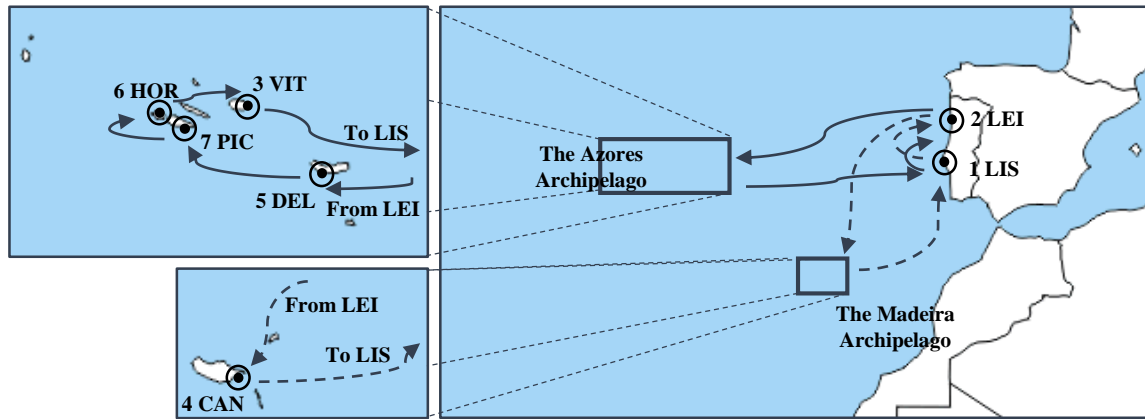 3 VIT
6 HOR
To LIS
7 PIC
5 DEL
From LEI
2 LEI
The Azores
Archipelago
1 LIS
From LEI
To LIS
4 CAN
The Madeira
Archipelago